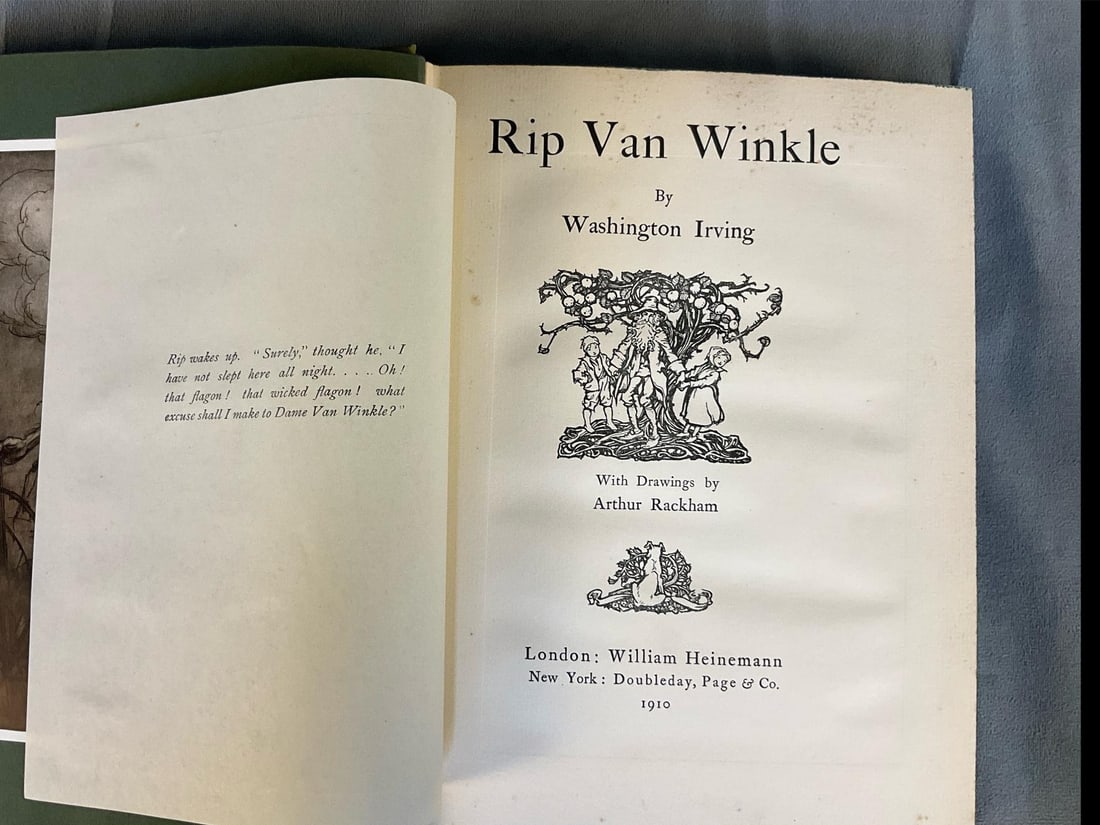 Rip wakes up. "Surely," thought he, "I
have not slept here all night. . . . . Oh!
that flagon! that wicked flagon! what
excuse shall I make to Dame Van Winkle?"
Rip Van Winkle
By
Washington Irving
With Drawings by
Arthur Rackham
London: William Heinemann
New York: Doubleday, Page & Co.
1910